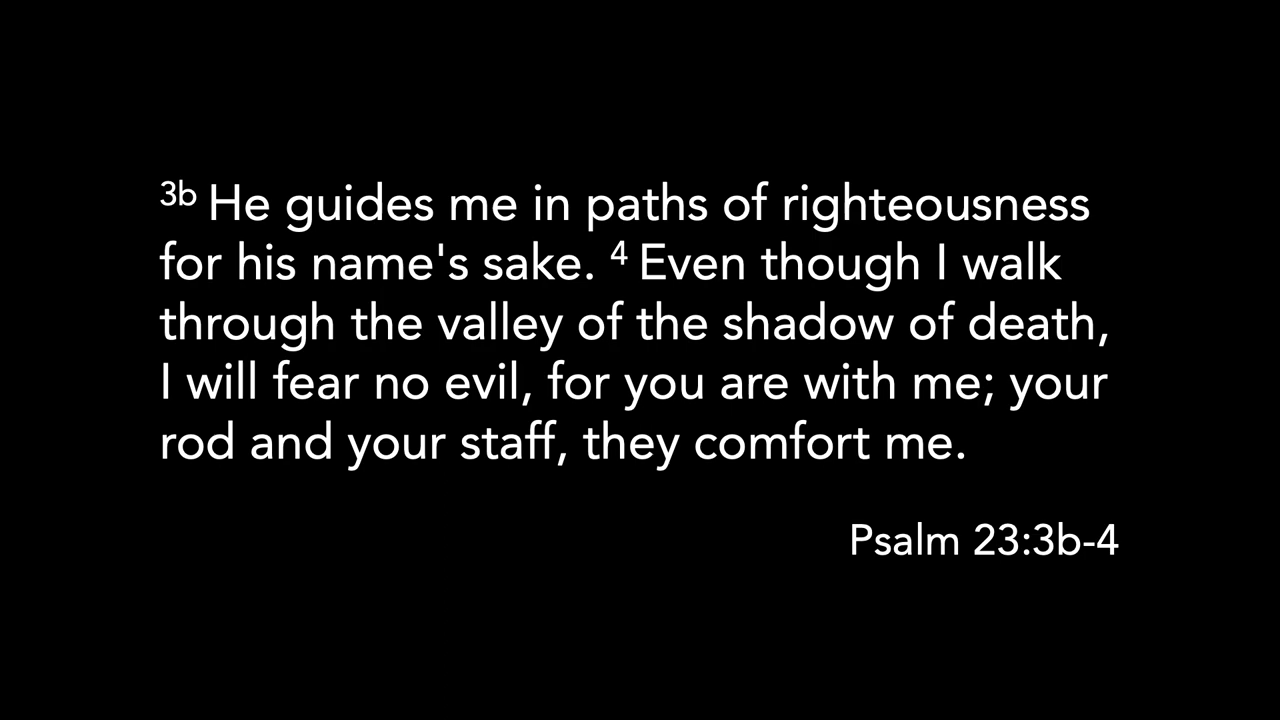 3b He guides me in paths of righteousness
for his name's sake. 4 Even though I walk
through the valley of the shadow of death,
I will fear no evil, for you are with me; your
rod and your staff, they comfort me.
Psalm 23:3b-4